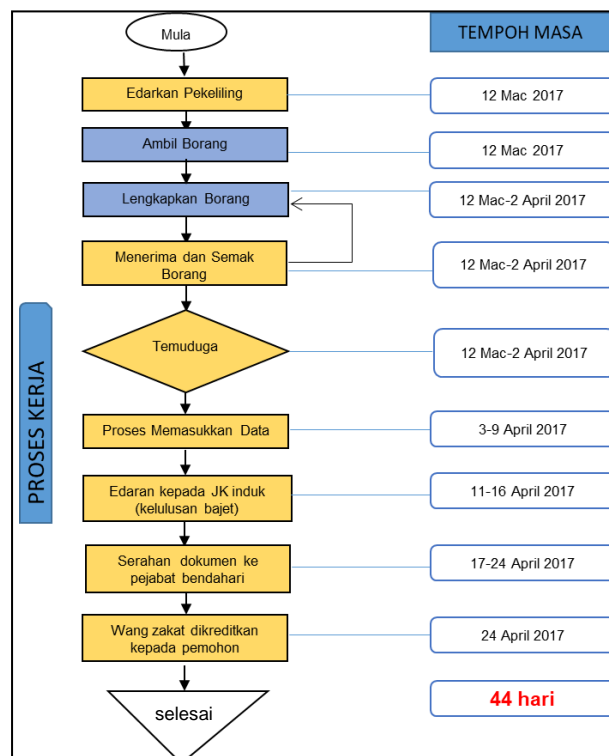 Mula
TEMPOH MASA
Edarkan Pekeliling
12 Mac 2017
Ambil Borang
12 Mac 2017
Lengkapkan Borang
12 Mac-2 April 2017
Menerima dan Semak
Borang
12 Mac-2 April 2017
Temuduga
12 Mac-2 April 2017
PROSES KERJA
Proses Memasukkan Data
3-9 April 2017
Edaran kepada JK induk
(kelulusan bajet)
11-16 April 2017
Serahan dokumen ke
pejabat bendahari
17-24 April 2017
Wang zakat dikreditkan
kepada pemohon
24 April 2017
selesai
44 hari